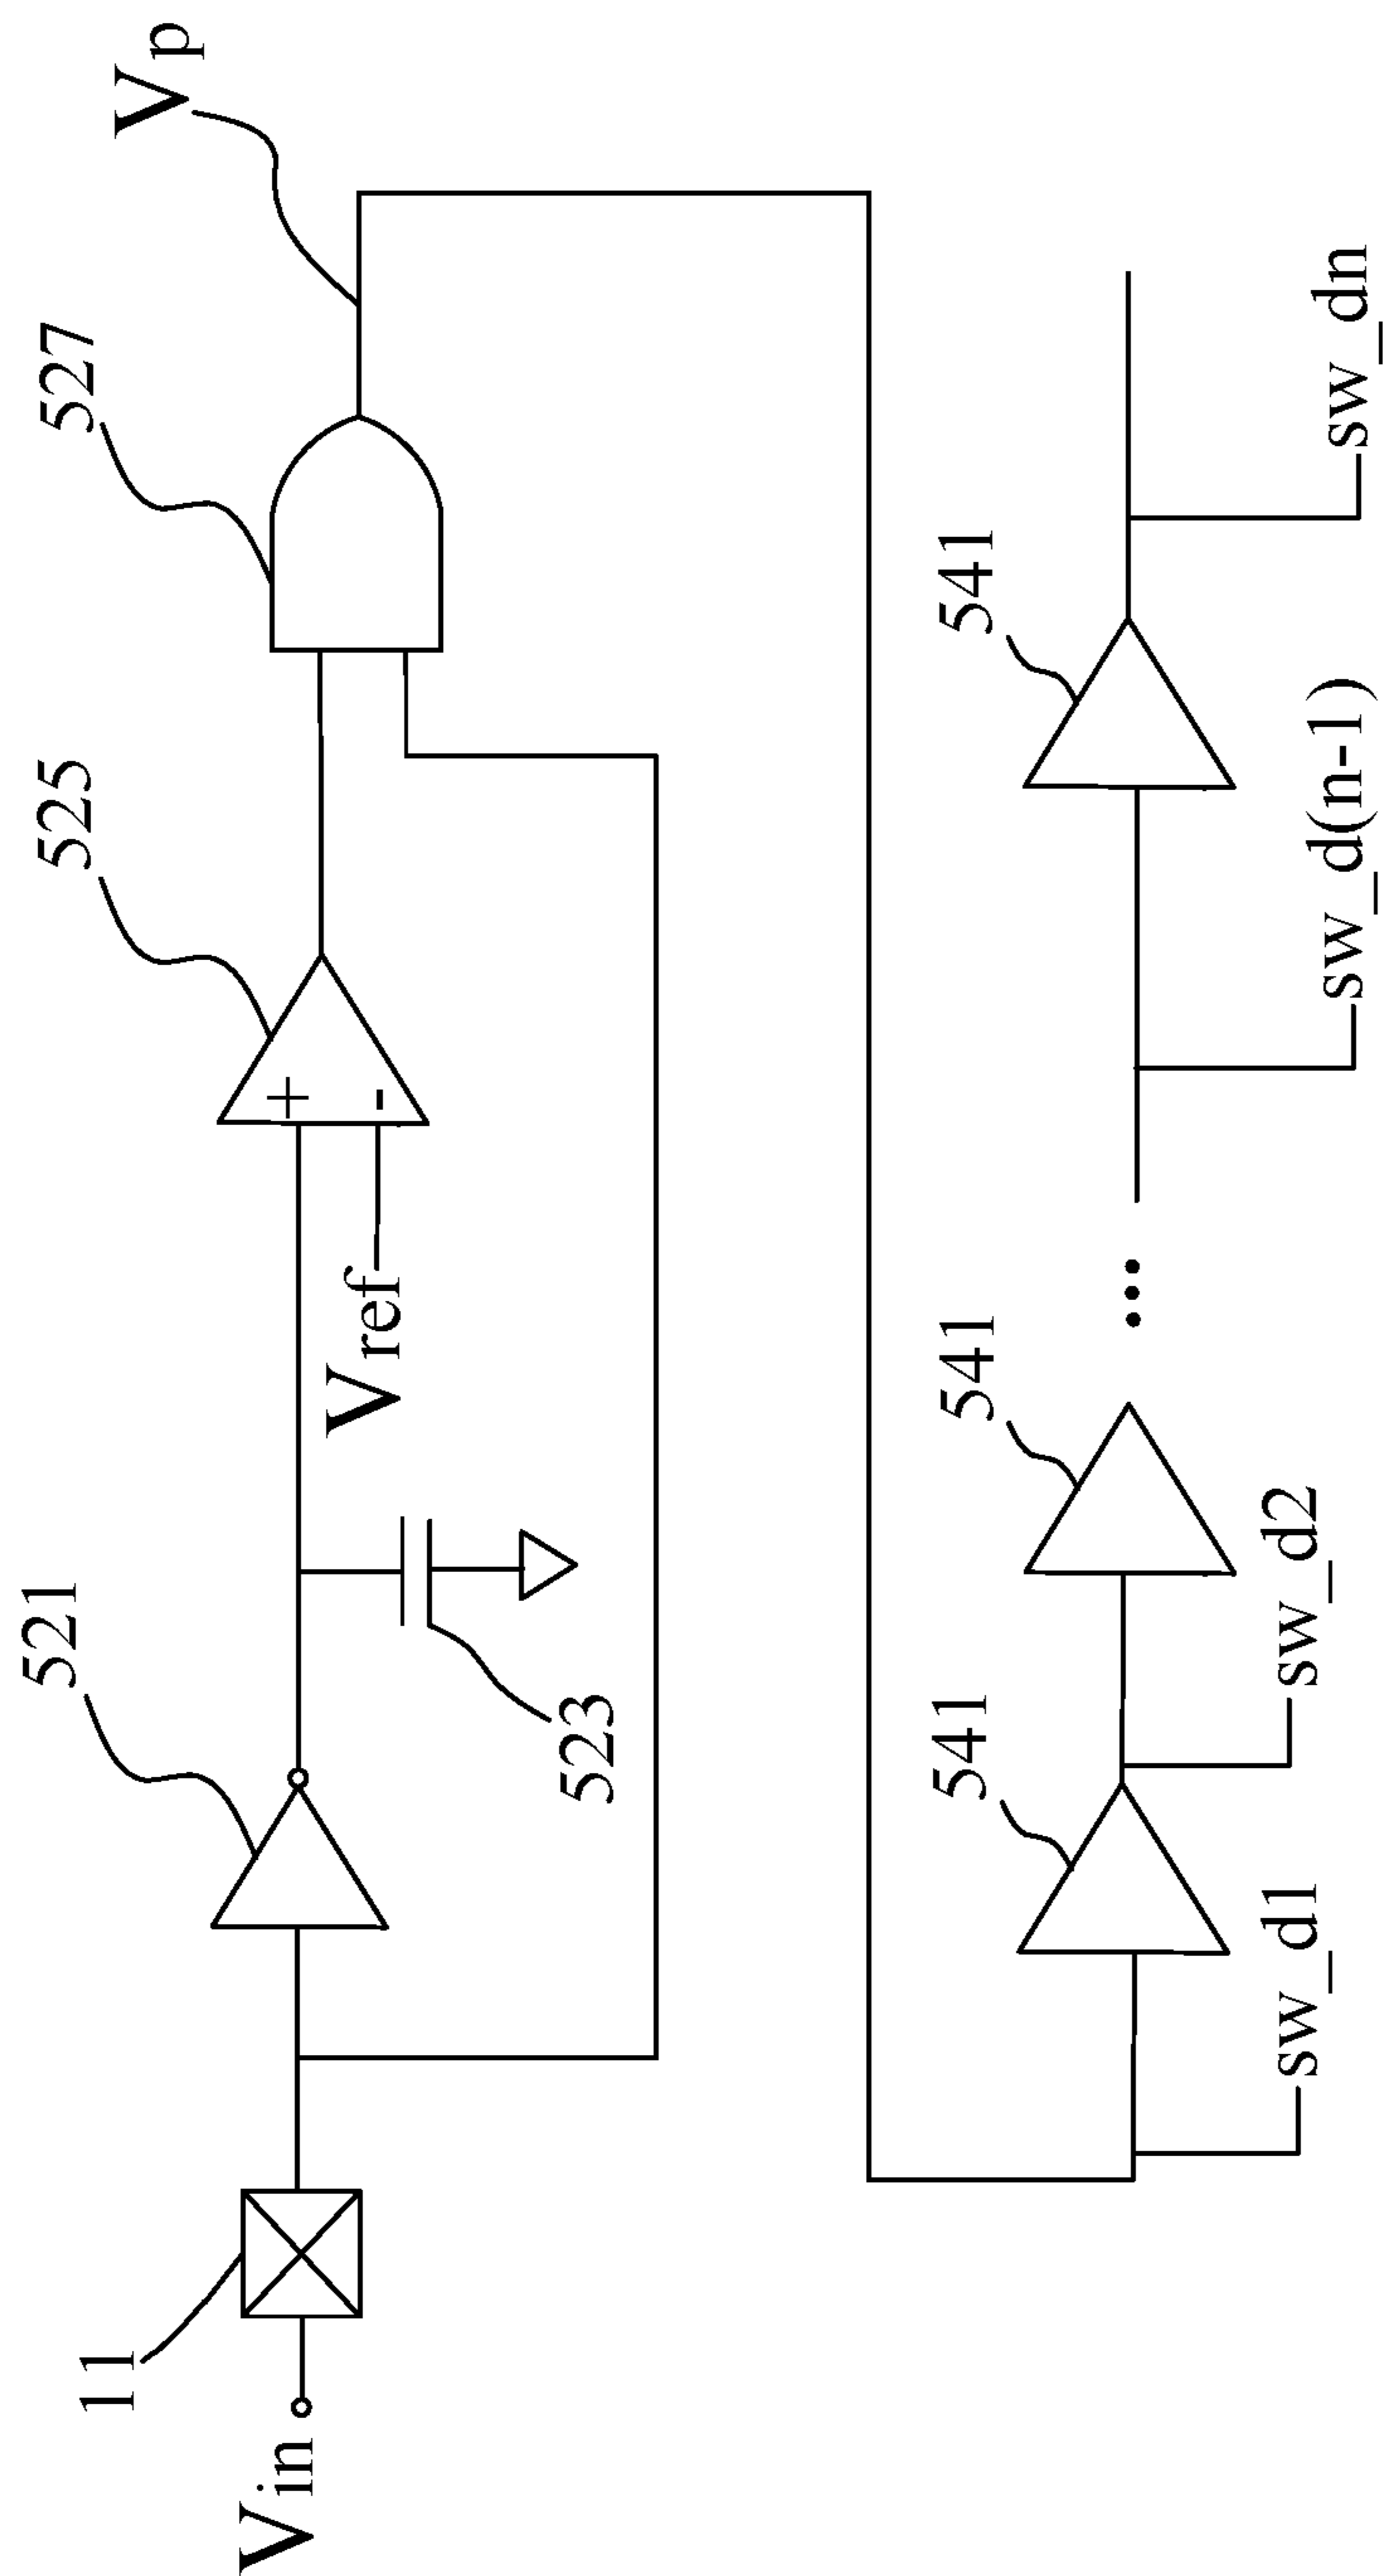 Vin
11
521
523
Vref
+
-
525
527
Vp
541
541
...
541
sw_d1
sw_d2
sw_d(n-1)
sw_dn